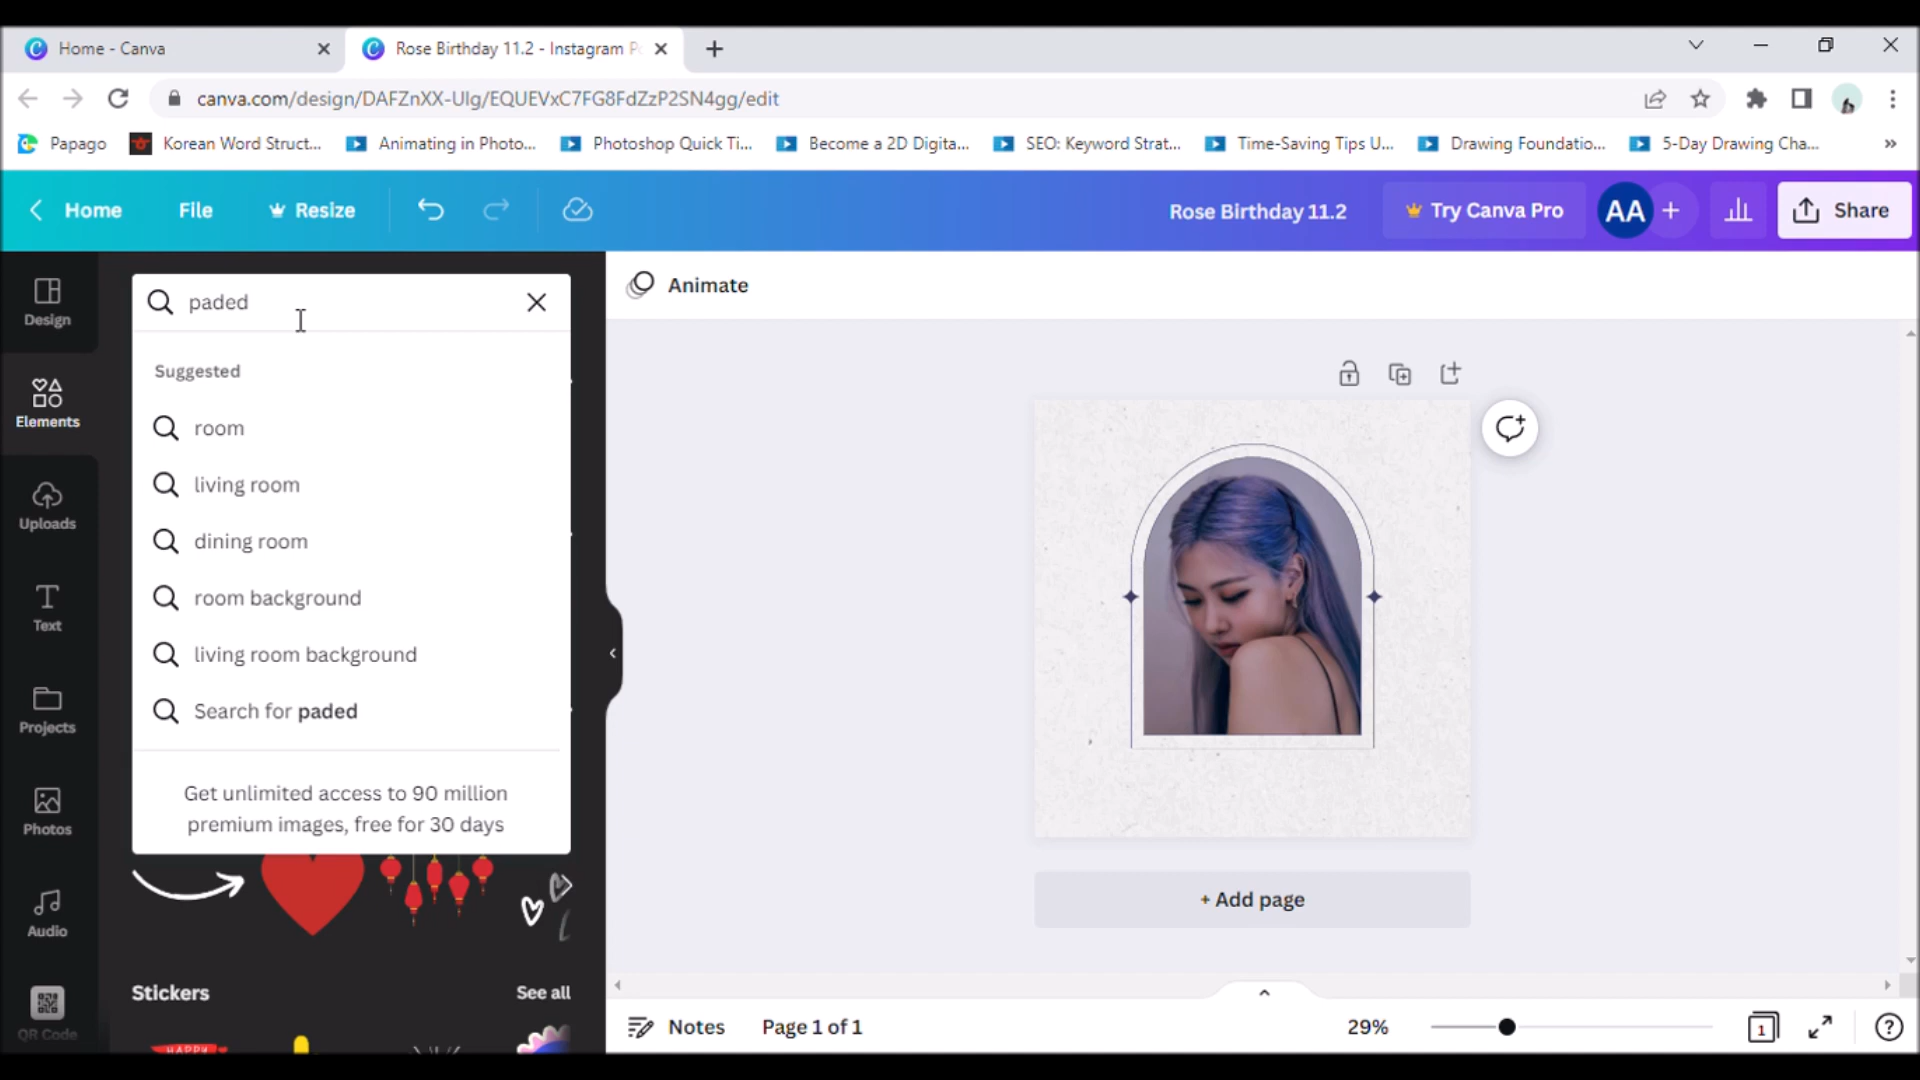 Home - Canva
Rose Birthday 11.2 - Instagram P
canva.com/design/DAFZnXX-UIg/EQUEVxC7FG8FdZzP2SN4gg/edit
Papago
Korean Word Struct...
Animating in Photo...
Photoshop Quick Ti...
Become a 2D Digita...
SEO: Keyword Strat...
Time-Saving Tips U...
Drawing Foundatio...
5-Day Drawing Cha...
Home
File
Resize
Rose Birthday 11.2
Try Canva Pro
AA
Share
Design
Elements
Uploads
Text
Projects
Photos
Audio
QR Code
paded
Suggested
room
living room
dining room
room background
living room background
Search for paded
Get unlimited access to 90 million
premium images, free for 30 days
Stickers
See all
HAPPY
Animate
+ Add page
Notes
Page 1 of 1
29%
1